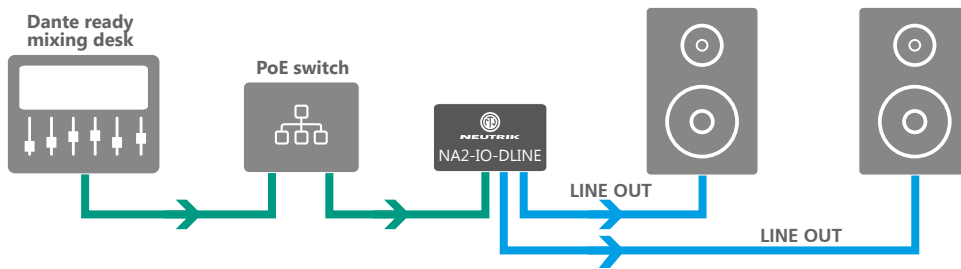 Dante ready
mixing desk
PoE switch
NEUTRIK
NA2-IO-DLINE
LINE OUT
LINE OUT